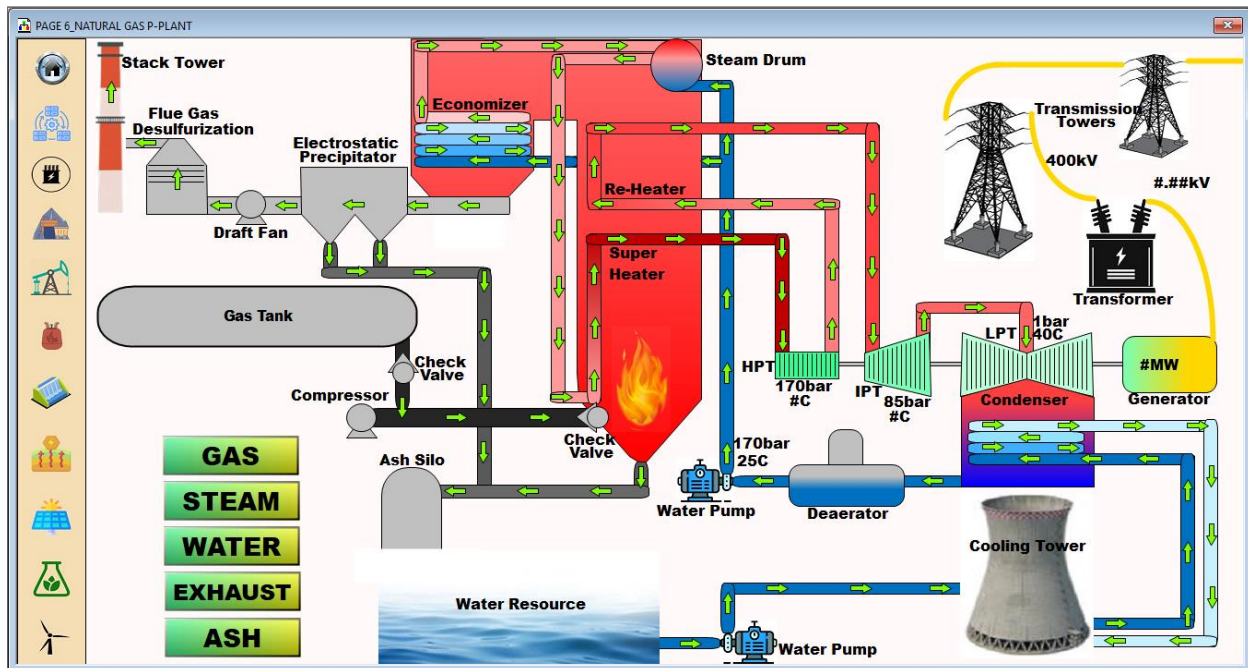 PAGE 6_NATURAL GAS P-PLANT
Stack Tower
Flue Gas
Desulfurization
Electrostatic
Precipitator
Economizer
Steam Drum
Transmission
Towers
400kV
#.##kV
Re-Heater
Draft Fan
Super
Heater
Transformer
Gas Tank
Check
Valve
Compressor
LPT
1bar
40C
HPT
170bar
#C
IPT
85bar
#C
#MW
Generator
Condenser
Check
Valve
170bar
25C
Ash Silo
Water Pump
Deaerator
GAS
STEAM
WATER
EXHAUST
ASH
Cooling Tower
Water Resource
Water Pump